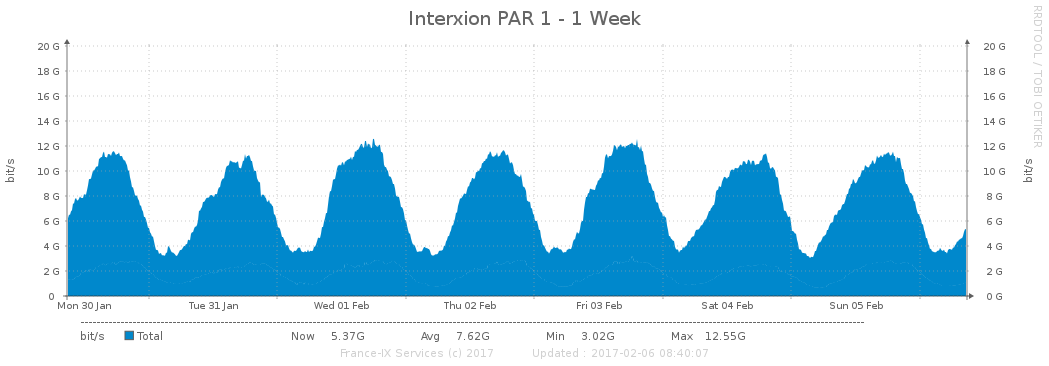 Interxion PAR 1 - 1 Week
RRDTOOL / TOBI OETIKER
bit/s
20 G 20 G
18 G 18 G
16 G 16 G
14 G 14 G
12 G 12 G
10 G 10 G
8 G 8 G
6 G 6 G
4 G 4 G
2 G 2 G
0 0 G
bit/s
Mon 30 Jan Tue 31 Jan Wed 01 Feb Thu 02 Feb Fri 03 Feb Sat 04 Feb Sun 05 Feb
bit/s Total Now 5.37G Avg 7.62G Min 3.02G Max 12.55G
France-IX Services (c) 2017 Updated : 2017-02-06 08:40:07